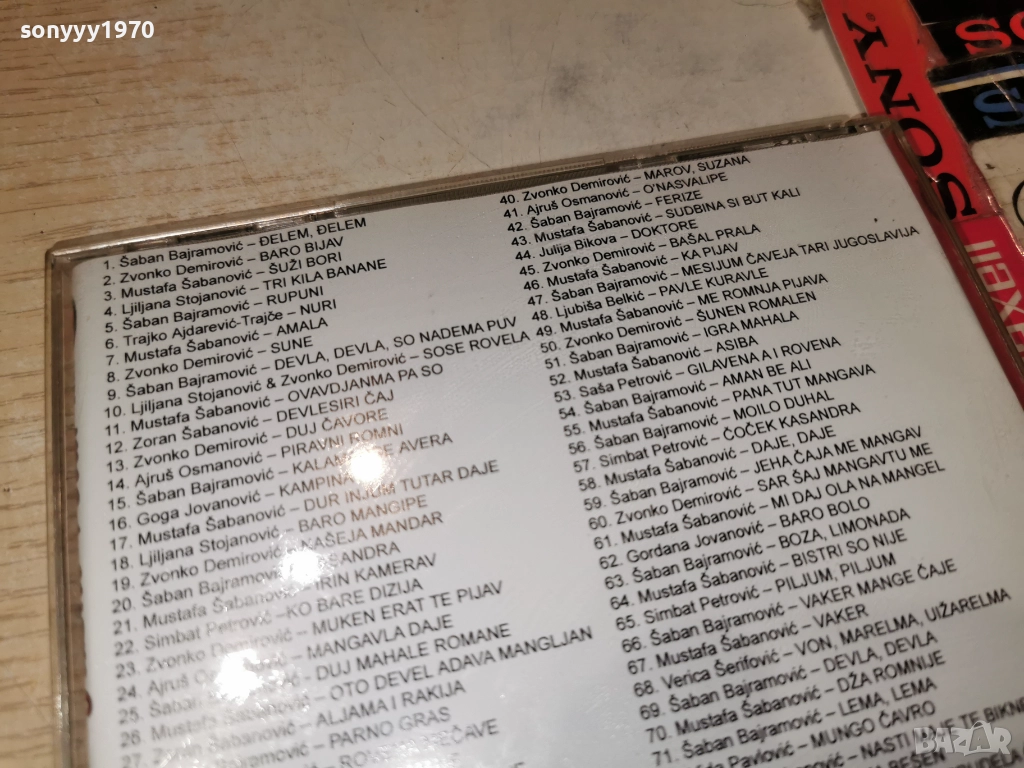 sonyyy1970
SONY
1. Šaban Bajramović – ĐELEM, ĐELEM
2. Zvonko Demirović – BARO BIJAV
3. Mustafa Šabanović – ŠUŽI BORI
4. Ljiljana Stojanović – TRI KILA BANANE
5. Šaban Bajramović – RUPUNI
6. Trajko Ajdarević-Trajče – NURI
7. Mustafa Šabanović – AMALA
8. Zvonko Demirović – SUNE
9. Šaban Bajramović – DEVLA, DEVLA, SO NADEMA PUV
10. Ljiljana Stojanović & Zvonko Demirović – SOSE ROVELA
11. Mustafa Šabanović – OVAVDJANMA PA SO
12. Zoran Šabanović – DEVLESIRI ČAJ
13. Zvonko Demirović – DUJ ČAVORE
14. Ajruš Osmanović – PIRAVNI ROMNI
15. Šaban Bajramović – AVERA
16. Goga Jovanović – KAMPINA
17. Mustafa Šabanović – DUR INJUM TUTAR DAJE
18. Ljiljana Stojanović – BARO MANGIPE
19. Zvonko Demirović – KAŠEJA MANDAR
20. Šaban Bajramović SANDRA
21. Mustafa Šabanović KAMERAV
22. Simbat Petrović –KO BARE DIZIJA
23. Zvonko Demirović – MUKEN ERAT TE PIJAV
24. Ajruš – MANGAVLA DAJE
25. – DUJ MAHALE ROMANE
26. Mustafa – OTO DEVEL ADAVA MANGLJAN
27. Šabanović – ALJAMA I RAKIJA
– PARNO GRAS
40. Zvonko Demirović – MAROV, SUZANA
41. Ajruš Osmanović – O'NASVALIPE
42. Šaban Bajramović – FERIZE
43. Mustafa Šabanović – SUDBINA SI BUT KALI
44. Julija Bikova – DOKTORE
45. Zvonko Demirović – BAŠAL PRALA
46. Mustafa Šabanović – KA PIJAV
47. Šaban Bajramović – MESIJUM ČAVEJA TARI JUGOSLAVIJA
48. Ljubiša Belkić – PAVLE KURAVLE
49. Mustafa Šabanović – ME ROMNJA PIJAVA
50. Zvonko Demirović – ŠUNEN ROMALEN
51. Šaban Bajramović – IGRA MAHALA
52. Mustafa Šabanović – ASIBA
53. Saša Petrović – GILAVENA A I ROVENA
54. Šaban Bajramović – AMAN BE ALI
55. Mustafa Šabanović – PANA TUT MANGAVA
56. Šaban Bajramović – MOILO DUHAL
57. Simbat Petrović – ČOČEK KASANDRA
58. Mustafa Šabanović – DAJE, DAJE
59. Šaban Bajramović – JEHA ČAJA ME MANGAV
60. Zvonko Demirović – SAR ŠAJ MANGAVTU ME
61. Mustafa Šabanović – MI DAJ OLA NA MANGEL
62. Gordana Jovanović – BARO BOLO
63. Šaban Bajramović – BOZA, LIMONADA
64. Mustafa Šabanović – BISTRI SO NIJE
65. Simbat Petrović – PILJUM, PILJUM
66. Šaban Bajramović – VAKER MANGE ČAJE
67. Mustafa Šabanović – VAKER
68. Verica Šerifović – VON, MARELMA, UIŽARELMA
69. Šaban Bajramović – DEVLA, DEVLA
70. Mustafa Šabanović – DŽA ROMNIJE
71. Šaban Bajramović – LEMA, LEMA
Pavlović – MUNGO ČAVRO
Šabanović – NASTI
BAZAR